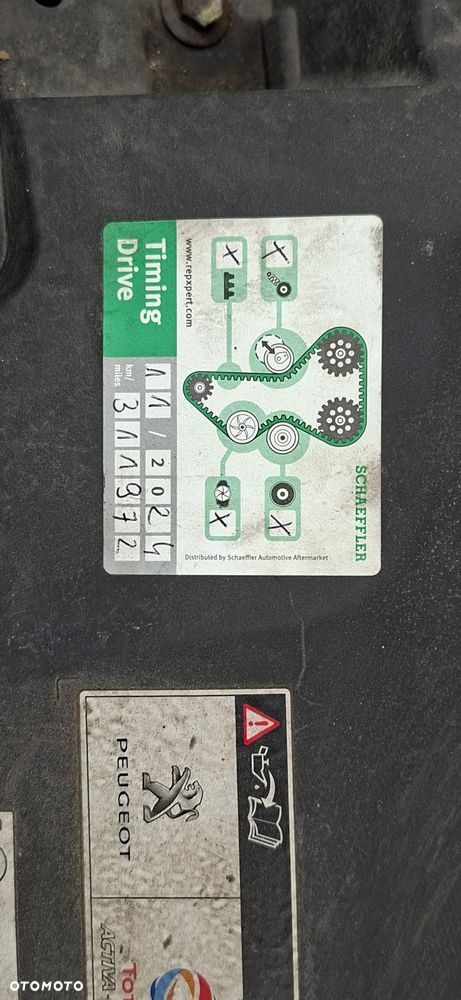 SCHAEFFLER
X
X
X
X
Distributed by Schaeffler Automotive Aftermarket
www.repxpert.com
Timing
Drive
11/2024
km/
miles
311972
PEUGEOT
TOT
ACTIVA
OTOMOTO